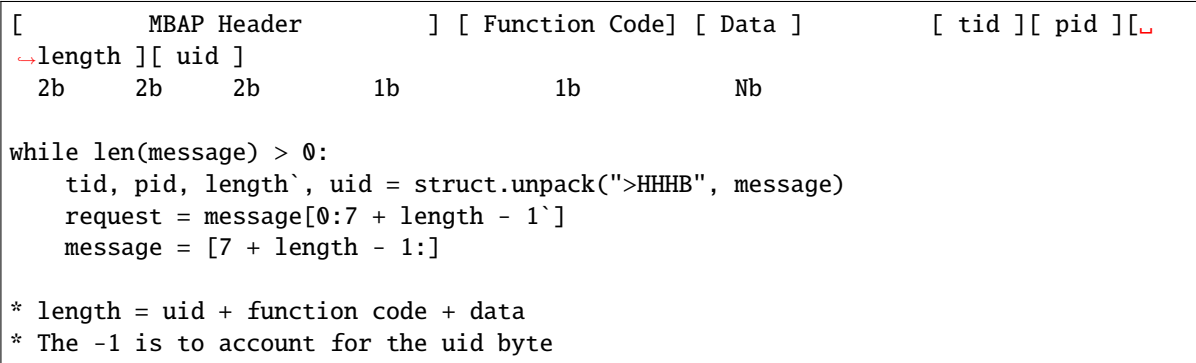 [         MBAP Header         ] [ Function Code] [ Data ]         [ tid ][ pid ][␣
↪length ][ uid ]
  2b     2b     2b        1b           1b          Nb
while len(message) > 0:
    tid, pid, length`, uid = struct.unpack(">HHHB", message)
    request = message[0:7 + length - 1`]
    message = [7 + length - 1:]
* length = uid + function code + data
* The -1 is to account for the uid byte